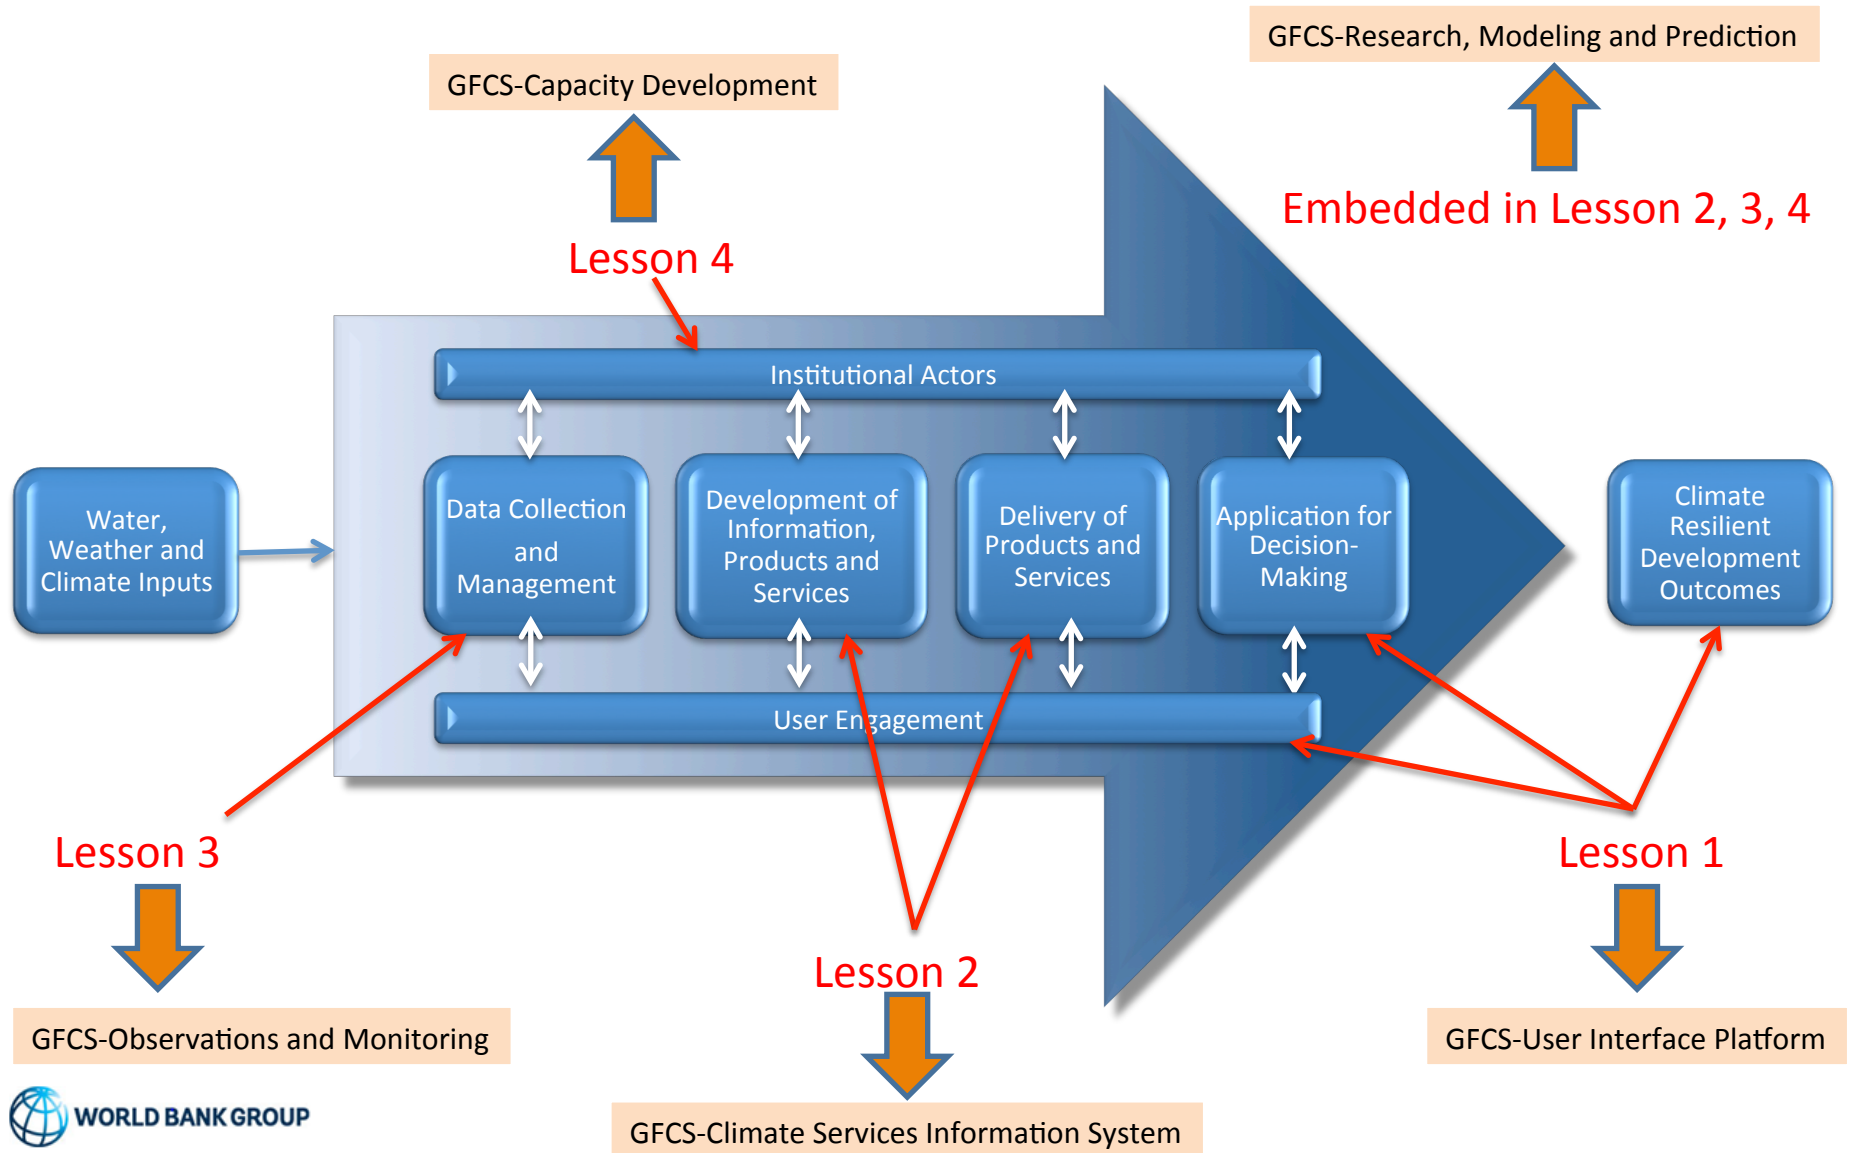 GFCS-Research, Modeling and Prediction
GFCS-Capacity Development
Embedded in Lesson 2, 3, 4
Lesson 4
Institutional Actors
Water,
Weather and
Climate Inputs
Data Collection
and
Management
Development of
Information,
Products and
Services
Delivery of
Products and
Services
Application for
Decision-
Making
Climate
Resilient
Development
Outcomes
User Engagement
Lesson 3
Lesson 1
Lesson 2
GFCS-Observations and Monitoring
GFCS-User Interface Platform
WORLD BANK GROUP
GFCS-Climate Services Information System